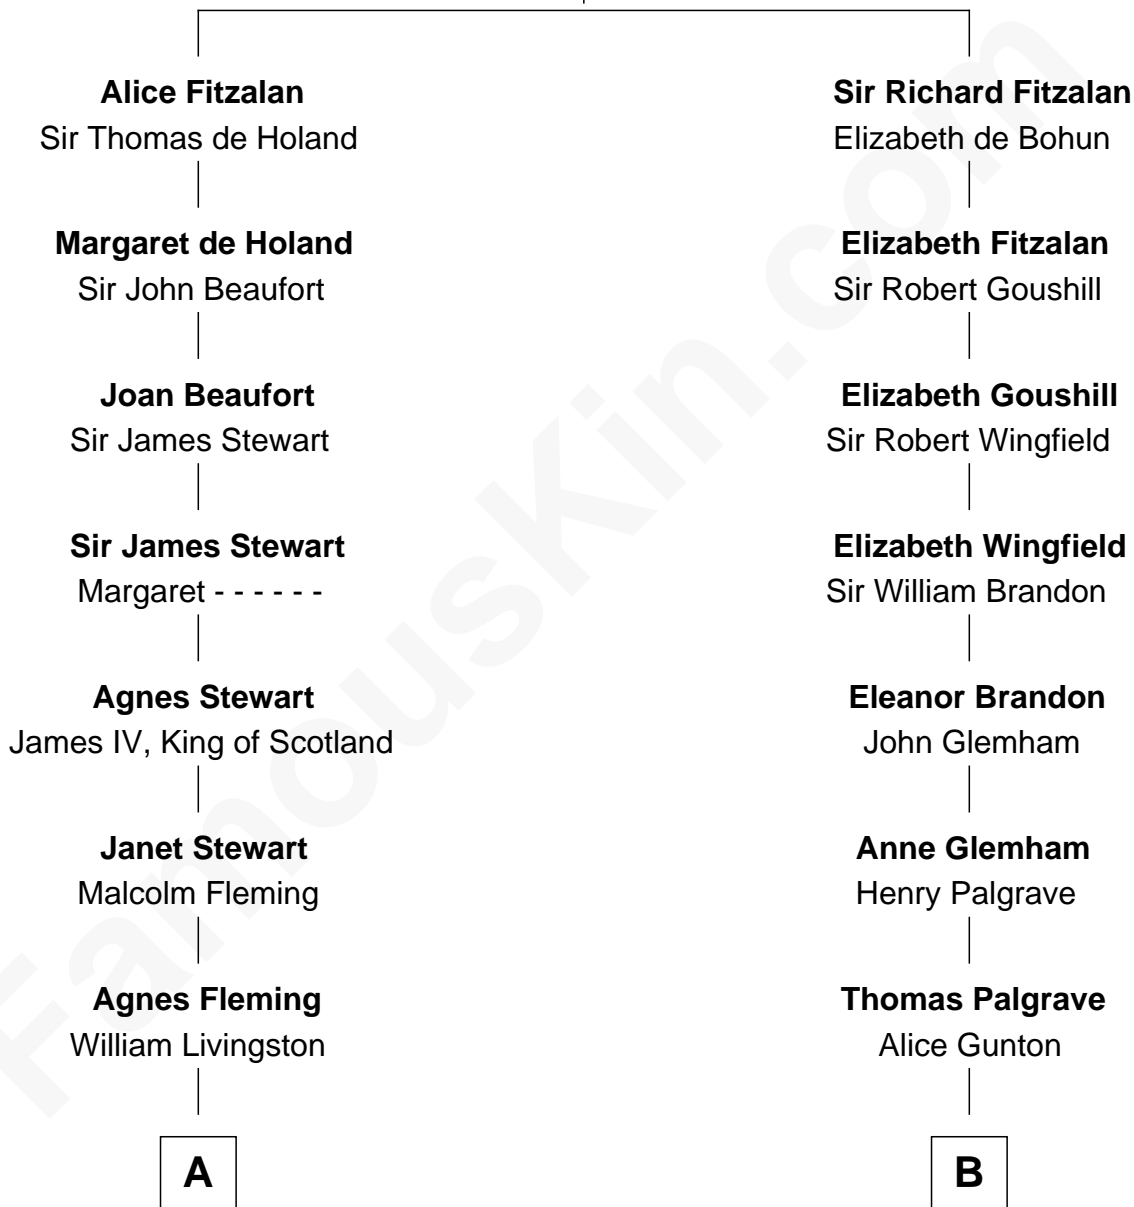 Alice Fitzalan
Sir Thomas de Holand
Margaret de Holand
Sir John Beaufort
Joan Beaufort
Sir James Stewart
Sir James Stewart
Margaret - - - - - -
Agnes Stewart
James IV, King of Scotland
Janet Stewart
Malcolm Fleming
Agnes Fleming
William Livingston
A
Sir Richard Fitzalan
Elizabeth de Bohun
Elizabeth Fitzalan
Sir Robert Goushill
Elizabeth Goushill
Sir Robert Wingfield
Elizabeth Wingfield
Sir William Brandon
Eleanor Brandon
John Glemham
Anne Glemham
Henry Palgrave
Thomas Palgrave
Alice Gunton
B
FamousKin.com